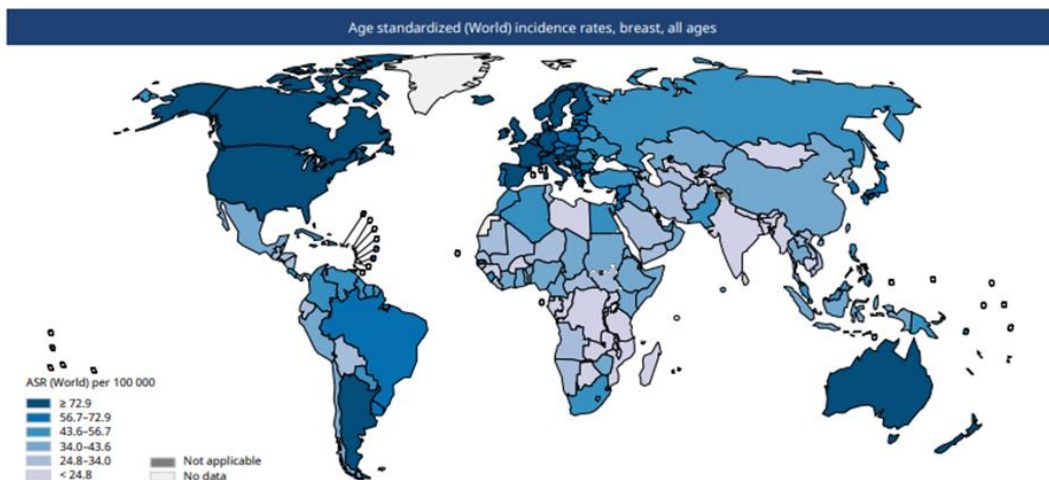 Age standardized (World) incidence rates, breast, all ages
ASR (World) per 100 000
≥ 72.9
56.7–72.9
43.6–56.7
34.0–43.6
24.8–34.0
< 24.8
Not applicable
No data